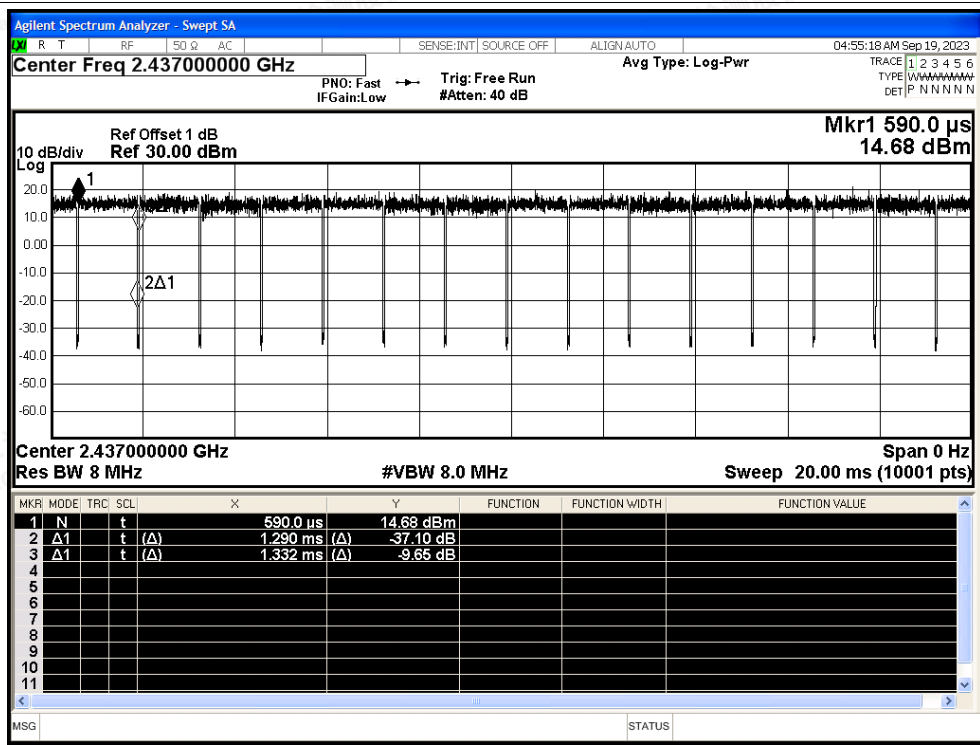 Agilent Spectrum Analyzer - Swept SA
LXI R T RF 50 Ω AC SENSE:INT SOURCE OFF ALIGN AUTO 04:55:18 AM Sep 19, 2023
Center Freq 2.437000000 GHz
PNO: Fast
IFGain:Low
Trig: Free Run
#Atten: 40 dB
Avg Type: Log-Pwr
TRACE 1 2 3 4 5 6
TYPE
DET P N N N N N
Mkr1 590.0 µs
14.68 dBm
Ref Offset 1 dB
10 dB/div Ref 30.00 dBm
Log
1
20.0
10.0
0.00
-10.0
2Δ1
-20.0
-30.0
-40.0
-50.0
-60.0
Center 2.437000000 GHz Span 0 Hz
Res BW 8 MHz #VBW 8.0 MHz Sweep 20.00 ms (10001 pts)
MKR MODE TRC SCL X Y FUNCTION FUNCTION WIDTH FUNCTION VALUE
1 N t 590.0 µs 14.68 dBm
2 Δ1 t (Δ) 1.290 ms (Δ) -37.10 dB
3 Δ1 t (Δ) 1.332 ms (Δ) -9.65 dB
4
5
6
7
8
9
10
11
MSG STATUS